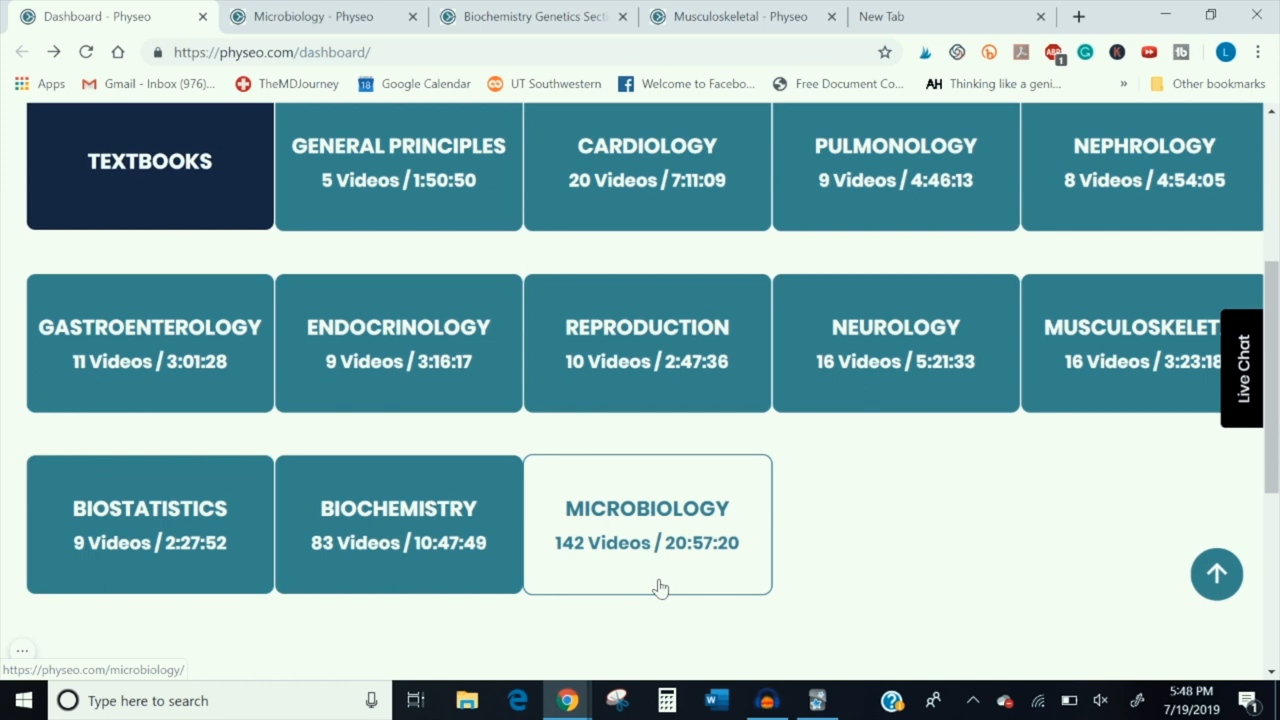 Dashboard - Physeo
Microbiology - Physeo
Biochemistry Genetics Secti
Musculoskeletal - Physeo
New Tab
https://physeo.com/dashboard/
ABP
1
G
K
tb
L
Apps
Gmail - Inbox (976)...
TheMDJourney
18
Google Calendar
UT Southwestern
Welcome to Facebo...
Free Document Co...
AH
Thinking like a geni...
»
Other bookmarks
TEXTBOOKS
GENERAL PRINCIPLES
5 Videos / 1:50:50
CARDIOLOGY
20 Videos / 7:11:09
PULMONOLOGY
9 Videos / 4:46:13
NEPHROLOGY
8 Videos / 4:54:05
GASTROENTEROLOGY
11 Videos / 3:01:28
ENDOCRINOLOGY
9 Videos / 3:16:17
REPRODUCTION
10 Videos / 2:47:36
NEUROLOGY
16 Videos / 5:21:33
MUSCULOSKELET
16 Videos / 3:23:18
Live Chat
BIOSTATISTICS
9 Videos / 2:27:52
BIOCHEMISTRY
83 Videos / 10:47:49
MICROBIOLOGY
142 Videos / 20:57:20
...
https://physeo.com/microbiology/
Type here to search
5:48 PM
7/19/2019
1